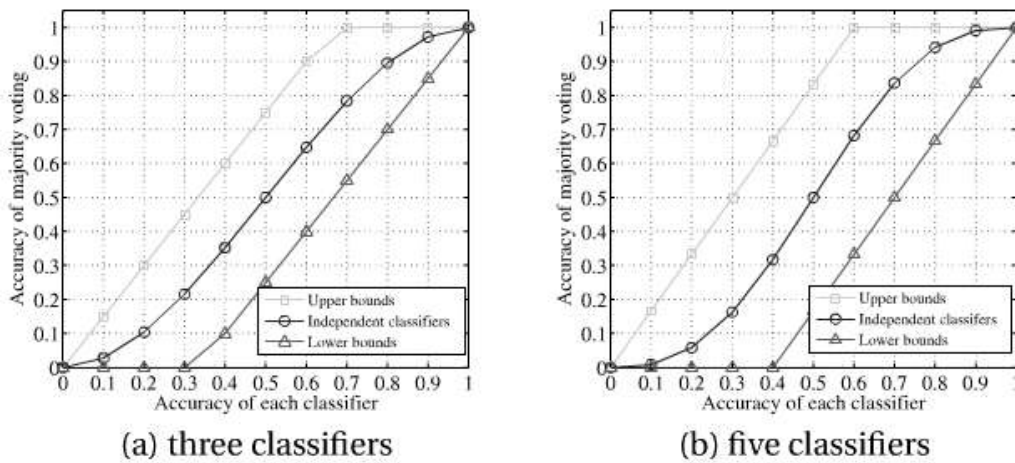 1
0.9
0.8
0.7
0.6
0.5
0.4
0.3
0.2
0.1
0
Accuracy of majority voting
Upper bounds
Independent classifiers
Lower bounds
0 0.1 0.2 0.3 0.4 0.5 0.6 0.7 0.8 0.9 1
Accuracy of each classifier
(a) three classifiers
1
0.9
0.8
0.7
0.6
0.5
0.4
0.3
0.2
0.1
0
Accuracy of majority voting
Upper bounds
Independent classifers
Lower bounds
0 0.1 0.2 0.3 0.4 0.5 0.6 0.7 0.8 0.9 1
Accuracy of each classifier
(b) five classifiers